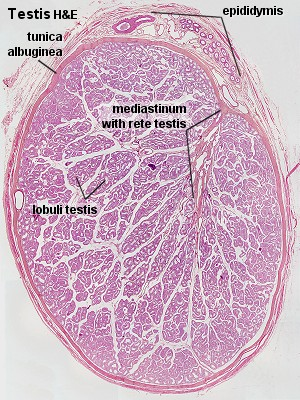 Testis H&E
epididymis
tunica
albuginea
mediastinum
with rete testis
lobuli testis